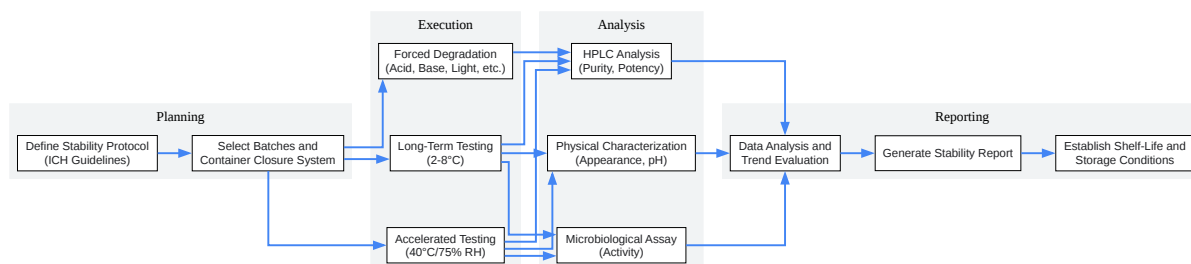 Planning
Define Stability Protocol
(ICH Guidelines)
Select Batches and
Container Closure System
Execution
Forced Degradation
(Acid, Base, Light, etc.)
Long-Term Testing
(2-8°C)
Accelerated Testing
(40°C/75% RH)
Analysis
HPLC Analysis
(Purity, Potency)
Physical Characterization
(Appearance, pH)
Microbiological Assay
(Activity)
Reporting
Data Analysis and
Trend Evaluation
Generate Stability Report
Establish Shelf-Life and
Storage Conditions